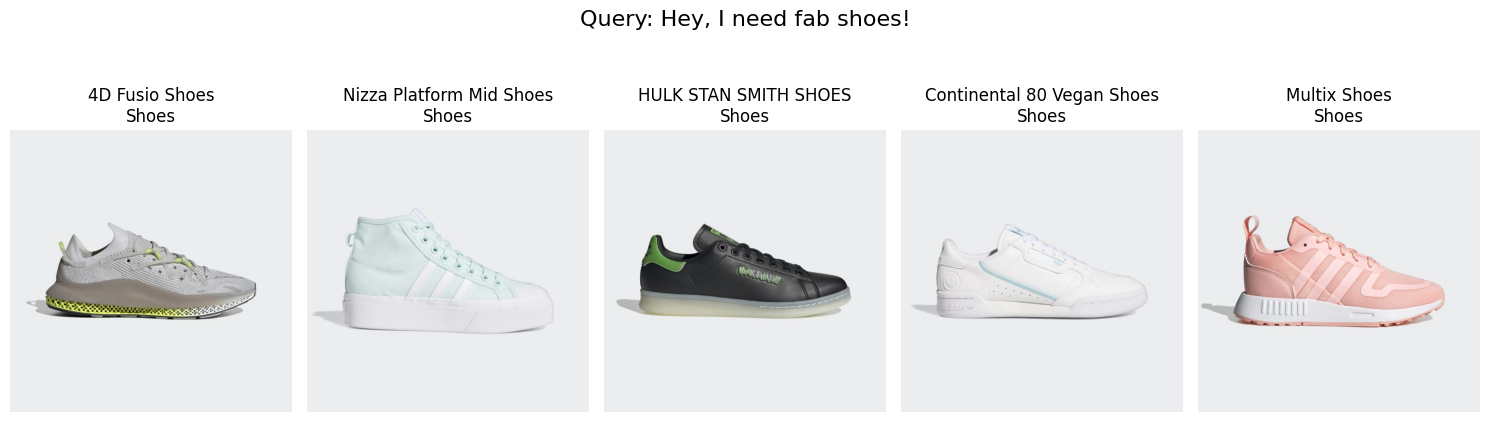 Query: Hey, I need fab shoes!
4D Fusio Shoes
Shoes
Nizza Platform Mid Shoes
Shoes
HULK STAN SMITH SHOES
Shoes
Continental 80 Vegan Shoes
Shoes
Multix Shoes
Shoes